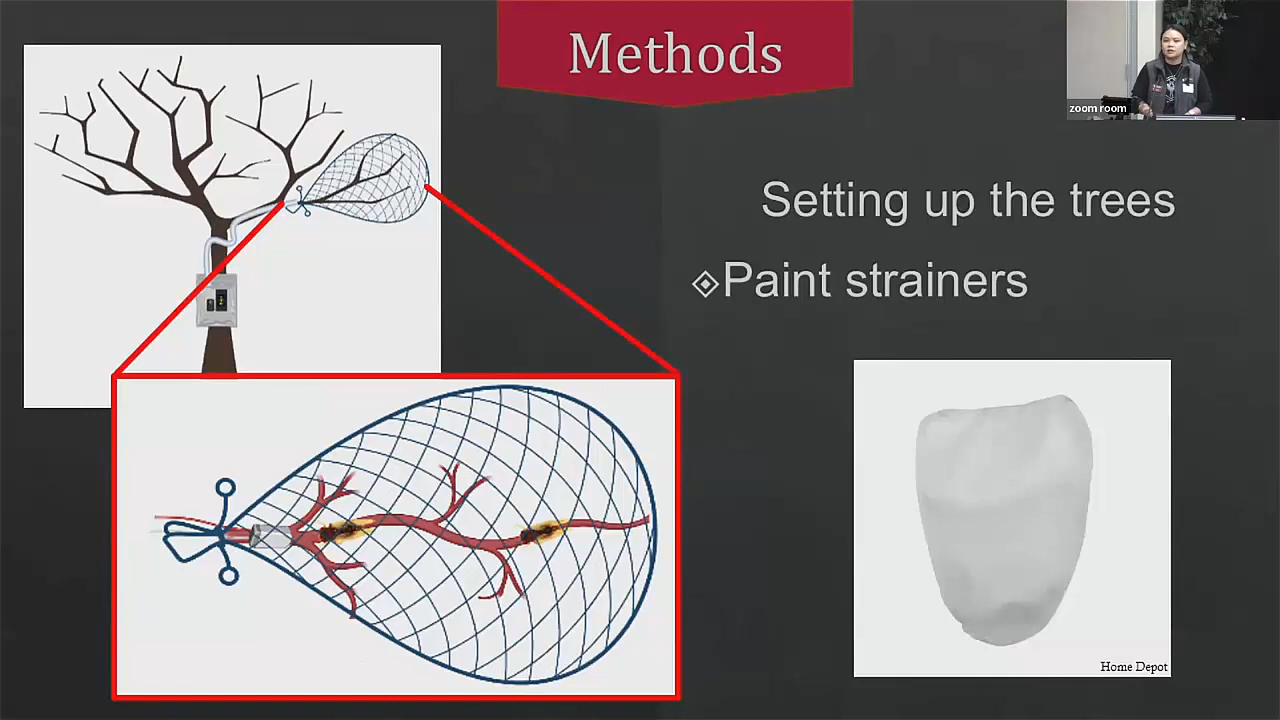 Methods
zoom room
Setting up the trees
Paint strainers
Home Depot